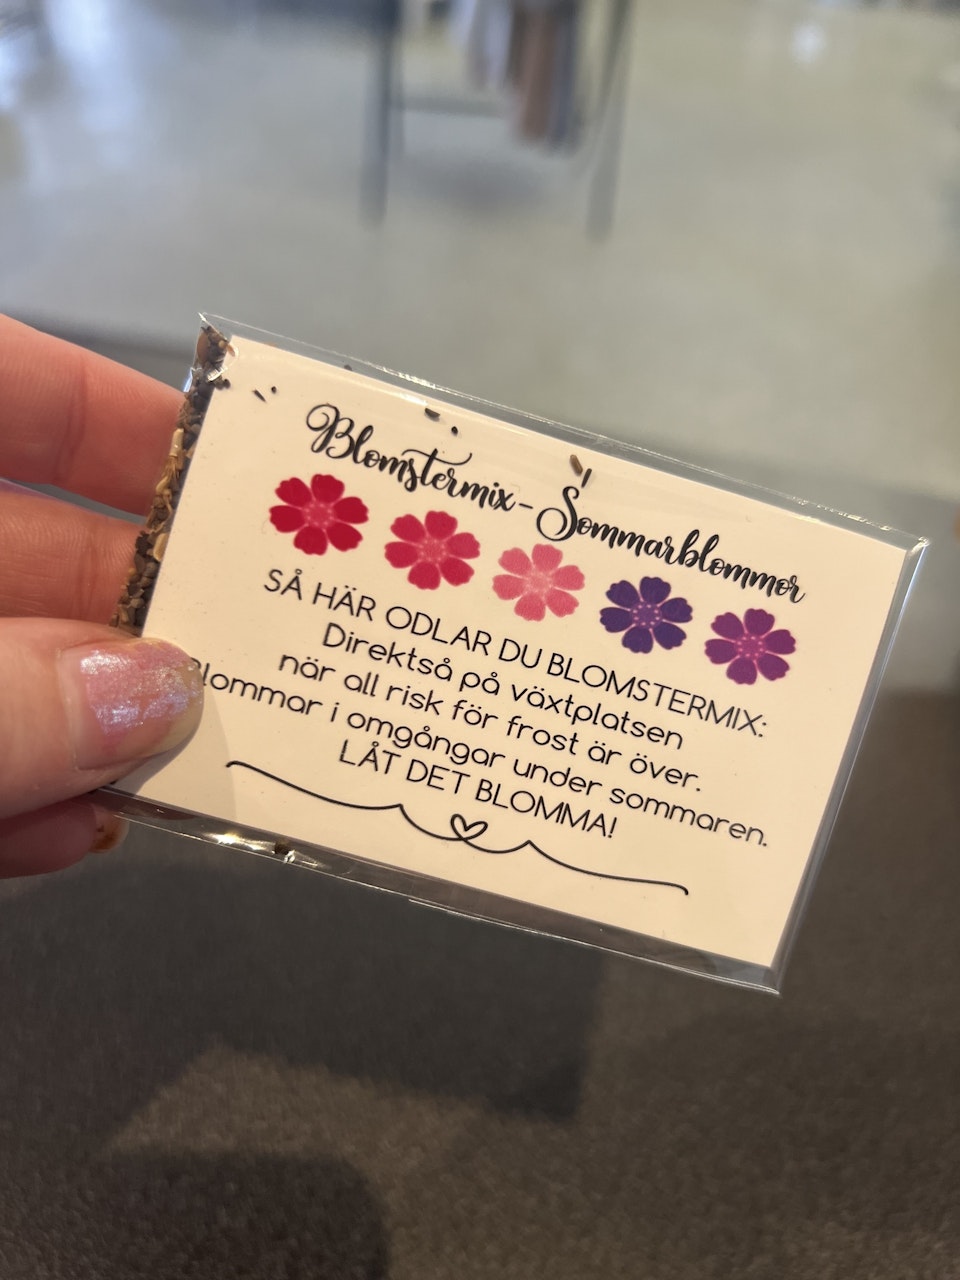 Blomstermix - Sommarblommor
SÅ HÄR ODLAR DU BLOMSTERMIX:
Direktså på växtplatsen
när all risk för frost är över.
Blommar i omgångar under sommaren.
LÅT DET BLOMMA!